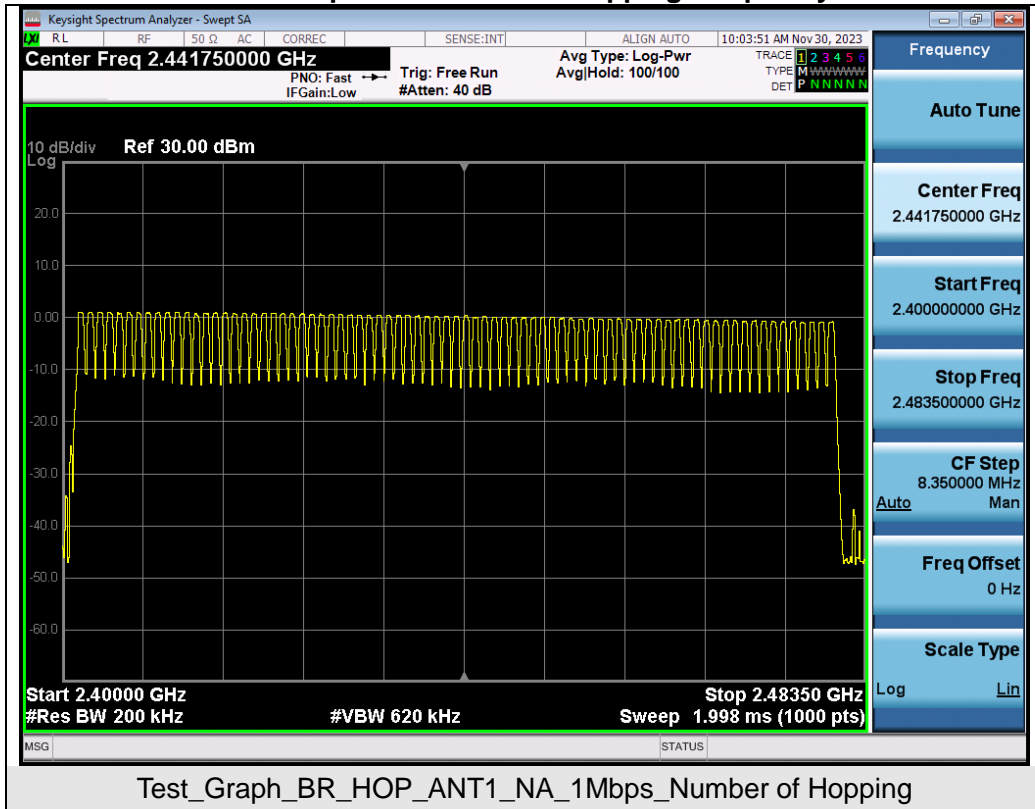 Keysight Spectrum Analyzer - Swept SA
LXI RL RF 50 Ω AC CORREC SENSE:INT ALIGN AUTO 10:03:51 AM Nov 30, 2023
Center Freq 2.441750000 GHz
PNO: Fast
IFGain:Low
Trig: Free Run
#Atten: 40 dB
Avg Type: Log-Pwr
Avg|Hold: 100/100
TRACE 1 2 3 4 5 6
TYPE M WWWWW
DET P N N N N N
10 dB/div Ref 30.00 dBm
Log
20.0
10.0
0.00
-10.0
-20.0
-30.0
-40.0
-50.0
-60.0
Start 2.40000 GHz Stop 2.48350 GHz
#Res BW 200 kHz #VBW 620 kHz Sweep 1.998 ms (1000 pts)
MSG STATUS
Frequency
Auto Tune
Center Freq
2.441750000 GHz
Start Freq
2.400000000 GHz
Stop Freq
2.483500000 GHz
CF Step
8.350000 MHz
Auto Man
Freq Offset
0 Hz
Scale Type
Log Lin
Test_Graph_BR_HOP_ANT1_NA_1Mbps_Number of Hopping